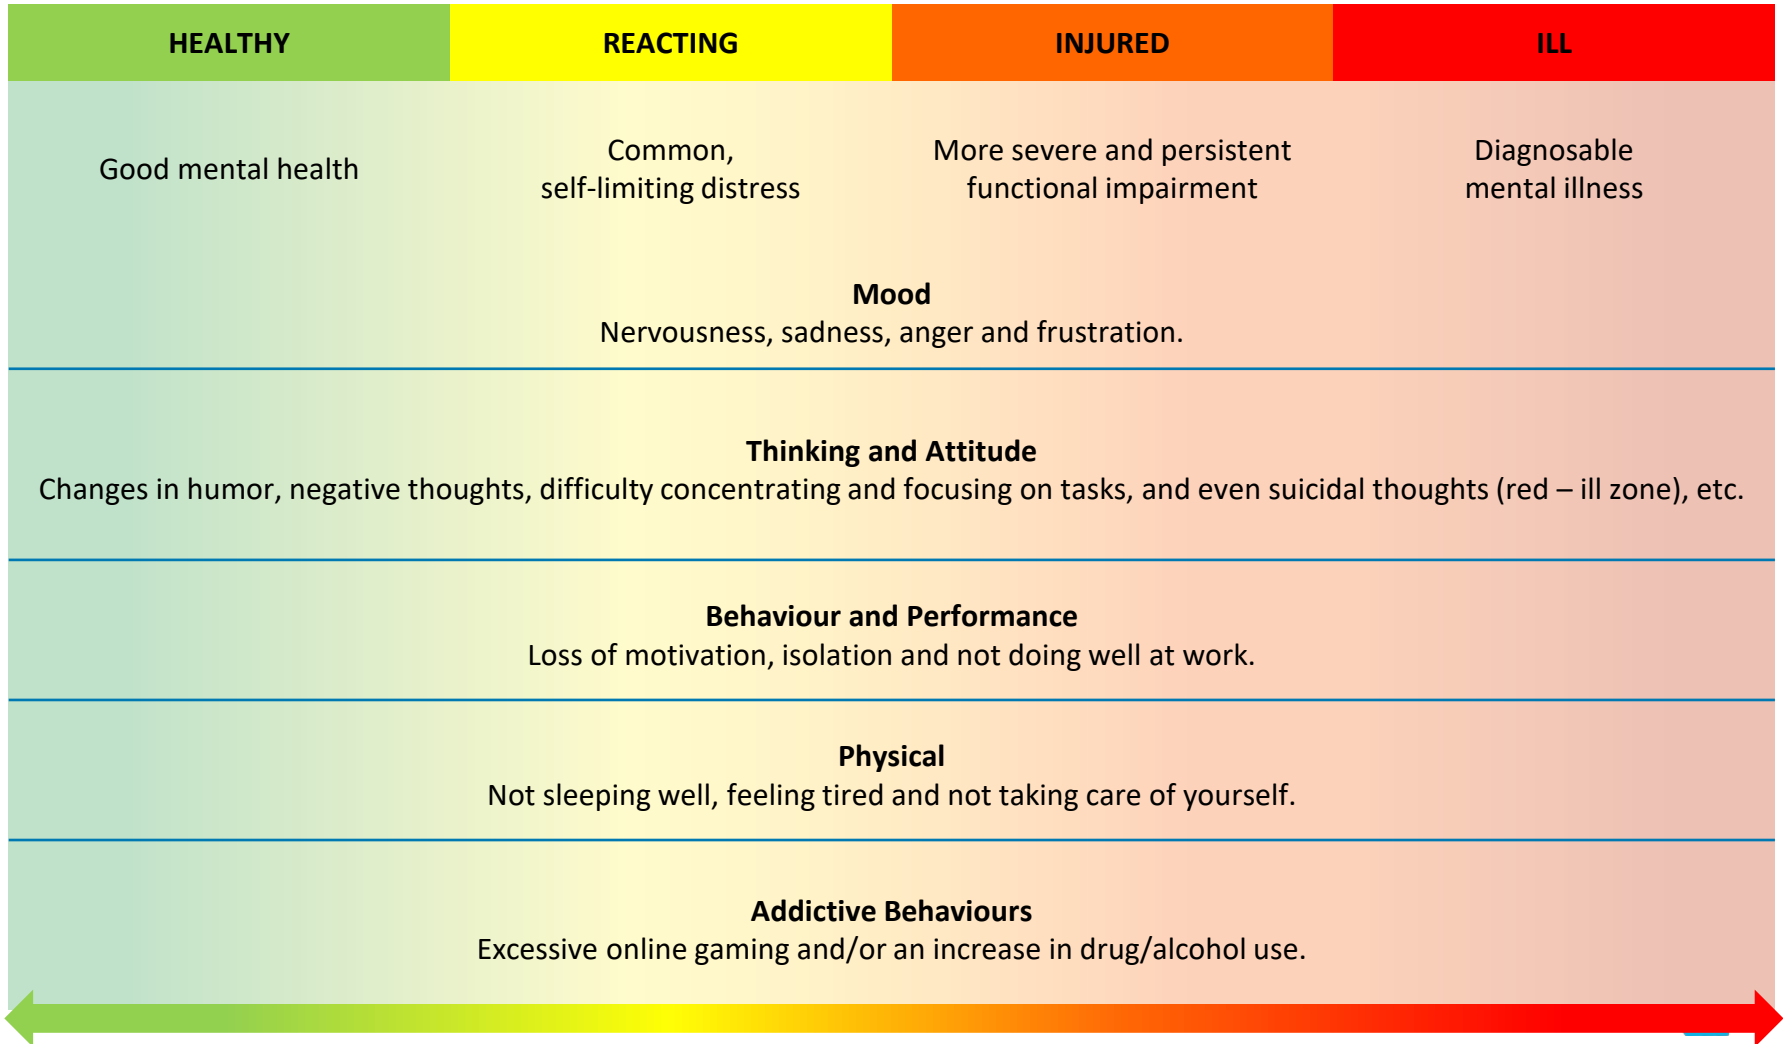 HEALTHY REACTING INJURED ILL
Good mental health
Common,
self-limiting distress
More severe and persistent
functional impairment
Diagnosable
mental illness
Mood
Nervousness, sadness, anger and frustration.
Thinking and Attitude
Changes in humor, negative thoughts, difficulty concentrating and focusing on tasks, and even suicidal thoughts (red – ill zone), etc.
Behaviour and Performance
Loss of motivation, isolation and not doing well at work.
Physical
Not sleeping well, feeling tired and not taking care of yourself.
Addictive Behaviours
Excessive online gaming and/or an increase in drug/alcohol use.